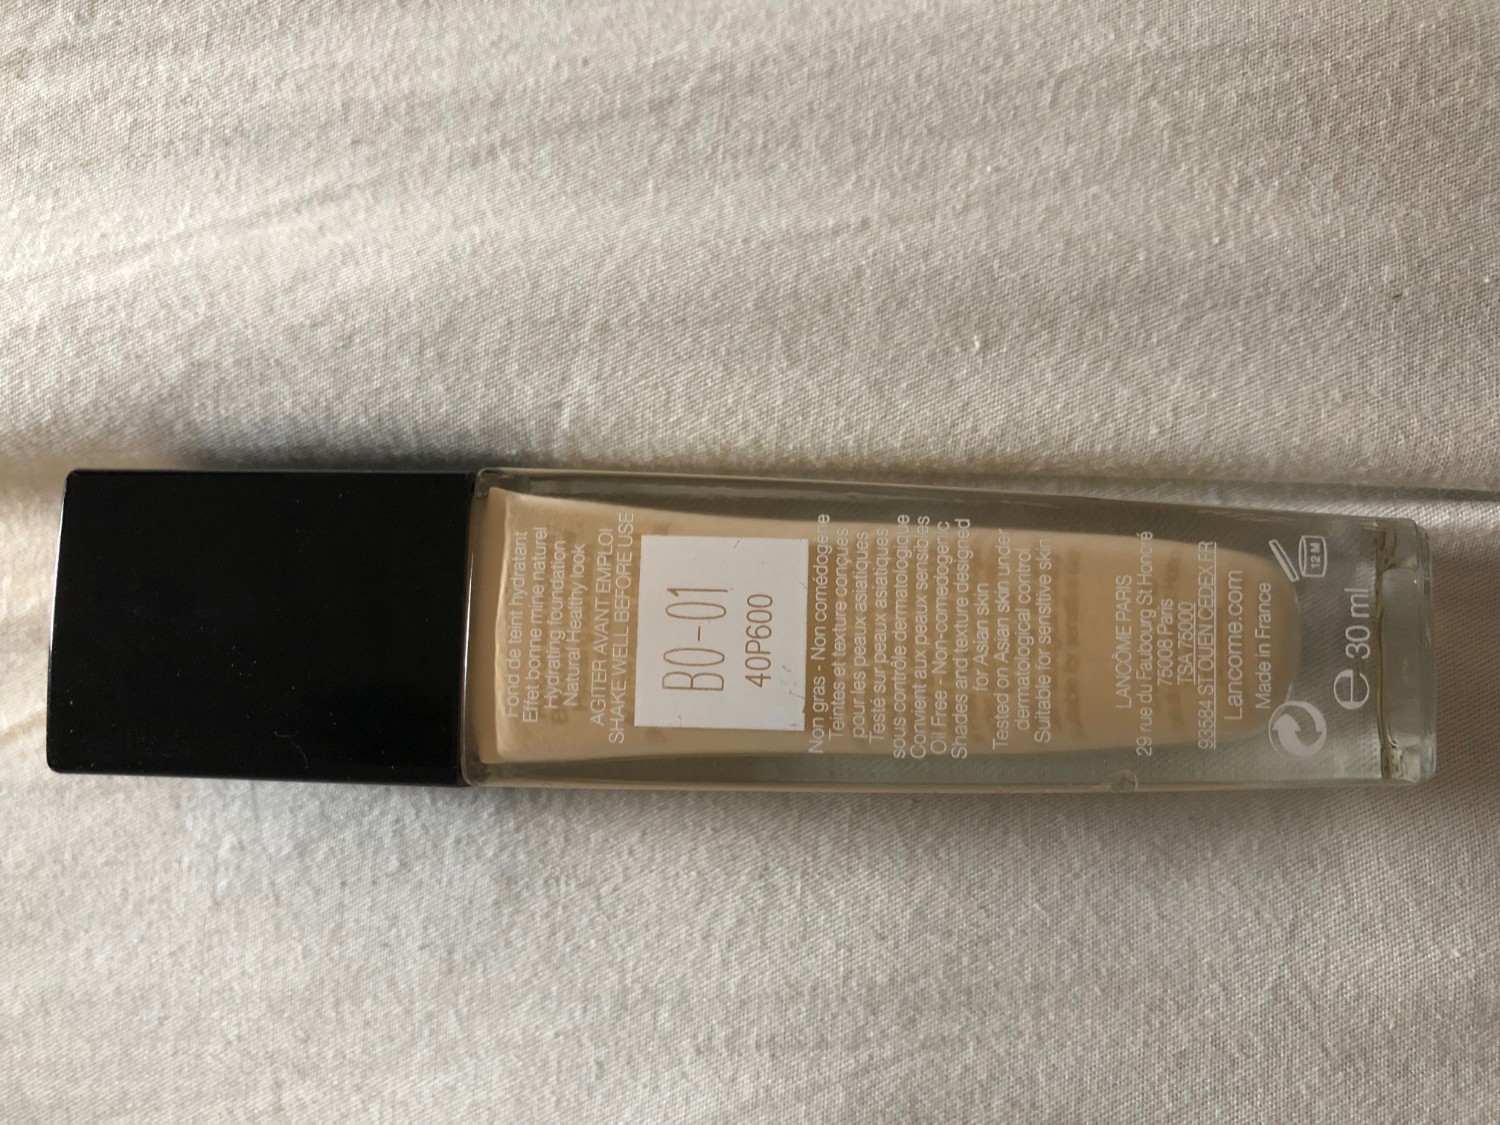 Fond de teint hydratant
Effet bonne mine naturel
Hydrating foundation
Natural Healthy look
AGITER AVANT EMPLOI
SHAKE WELL BEFORE USE
BO-01
40P600
Non gras - Non comédogène
Teintes et texture conçues
pour les peaux asiatiques
Testé sur peaux asiatiques
sous contrôle dermatologique
Convient aux peaux sensibles
Oil Free - Non-comedogenic
Shades and texture designed
for Asian skin
Tested on Asian skin under
dermatological control
Suitable for sensitive skin
LANCÔME PARIS
29 rue du Faubourg St Honoré
75008 Paris
TSA 75000
93584 ST OUEN CEDEX FR
Lancome.com
Made in France
12 M
e 30 ml